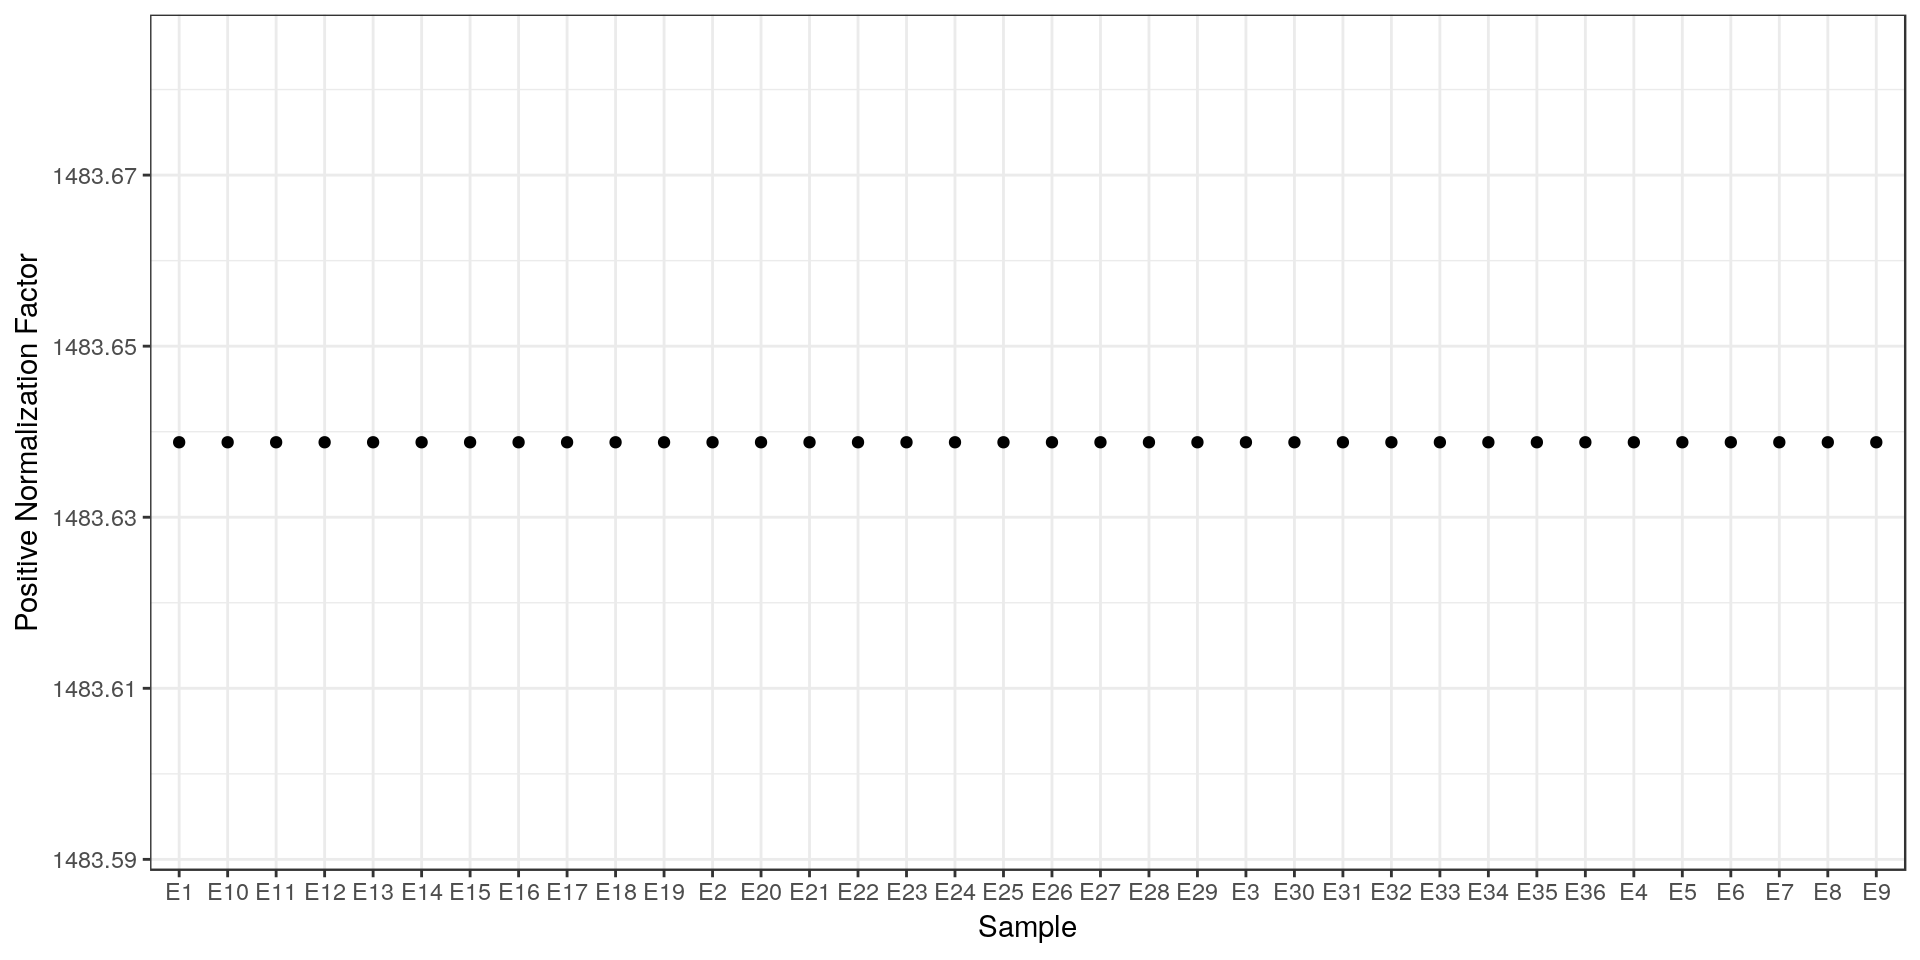 Positive Normalization Factor
1483.67
1483.65
1483.63
1483.61
1483.59
E1 E10 E11 E12 E13 E14 E15 E16 E17 E18 E19 E2 E20 E21 E22 E23 E24 E25 E26 E27 E28 E29 E3 E30 E31 E32 E33 E34 E35 E36 E4 E5 E6 E7 E8 E9
Sample